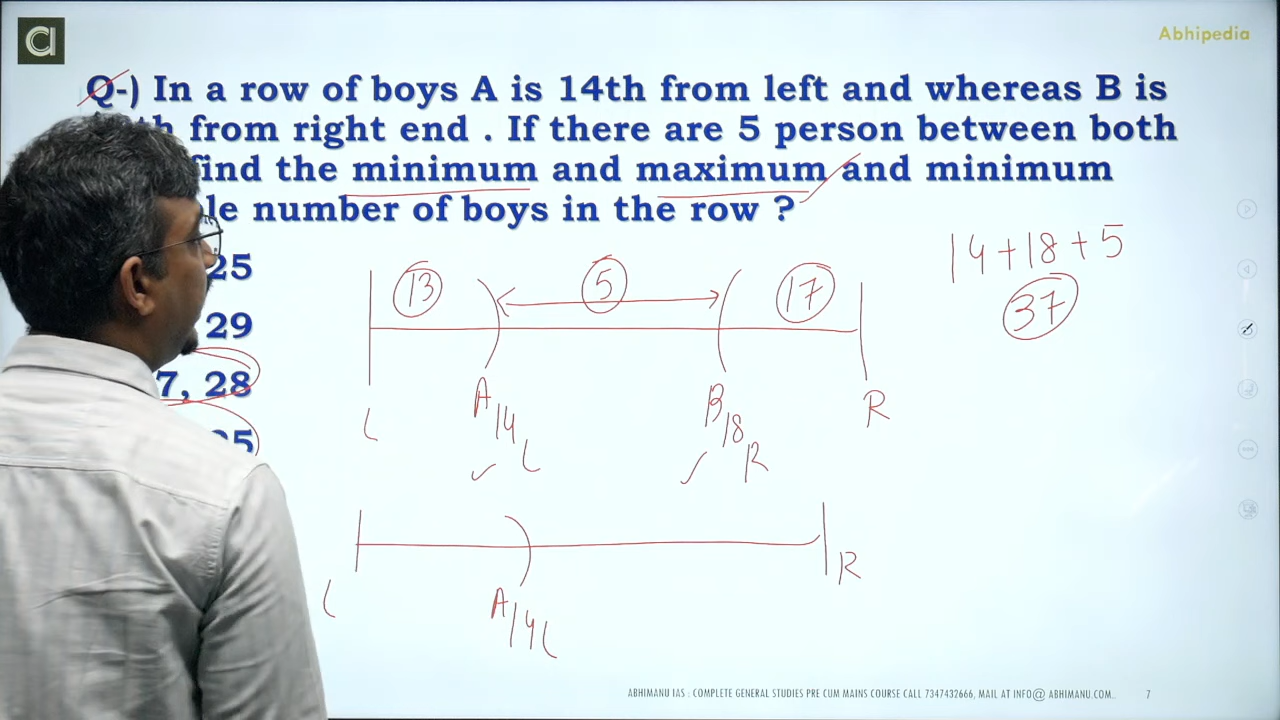 Abhipedia
Q-) In a row of boys A is 14th from left and whereas B is
from right end . If there are 5 person between both
find the minimum and maximum and minimum
number of boys in the row ?
14+18+5
37
25
29
7, 28
13
5
17
L
A/14 L
B/18 R
R
L
A/14 L
R
ABHIMANU IAS : COMPLETE GENERAL STUDIES PRE CUM MAINS COURSE CALL 7347432666, MAIL AT INFO@ ABHIMANU.COM..
7